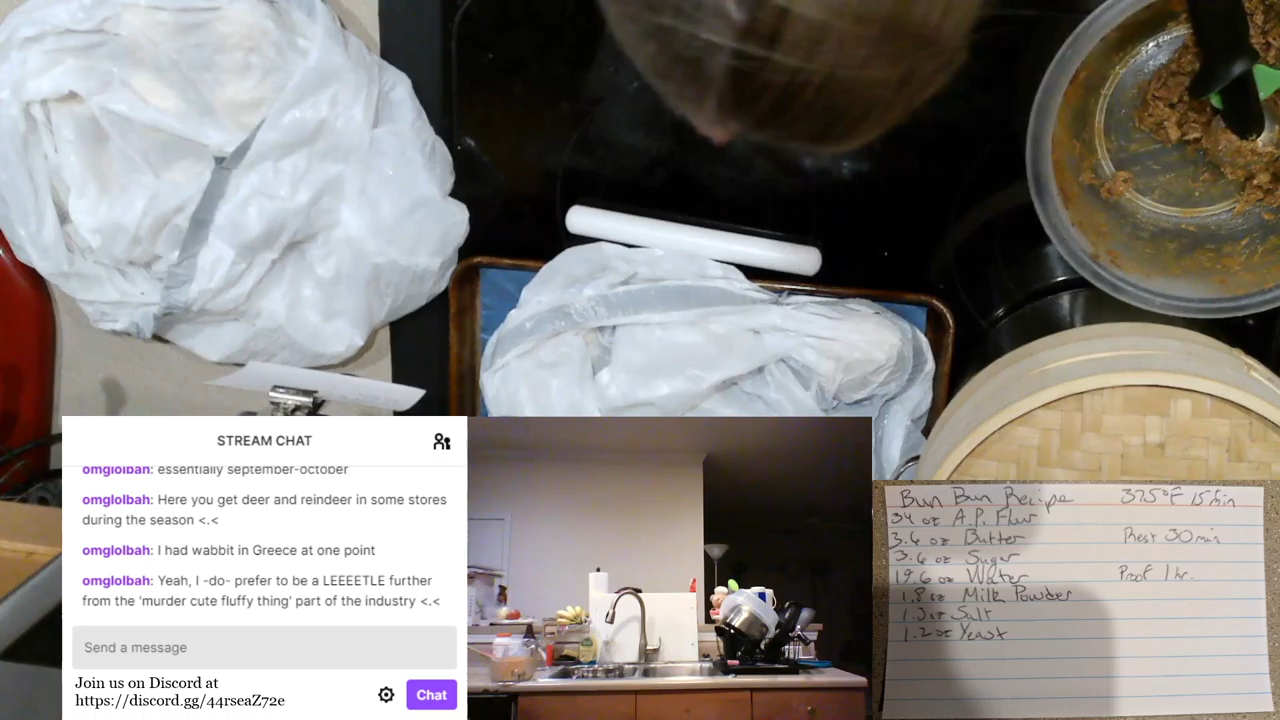 STREAM CHAT
omglolbah: essentially september-october
omglolbah: Here you get deer and reindeer in some stores
during the season <.<
omglolbah: I had wabbit in Greece at one point
omglolbah: Yeah, I -do- prefer to be a LEEEETLE further
from the 'murder cute fluffy thing' part of the industry <.<
Send a message
Join us on Discord at
https://discord.gg/44rseaZ72e
Chat
Bun Bun Recipe 375°F 15 min
34 oz A.P. Flour
3.6 oz Butter Rest 30 min
3.6 oz Sugar
19.6 oz Water Proof 1 hr.
1.8 oz Milk Powder
1.3 oz Salt
1.2 oz Yeast